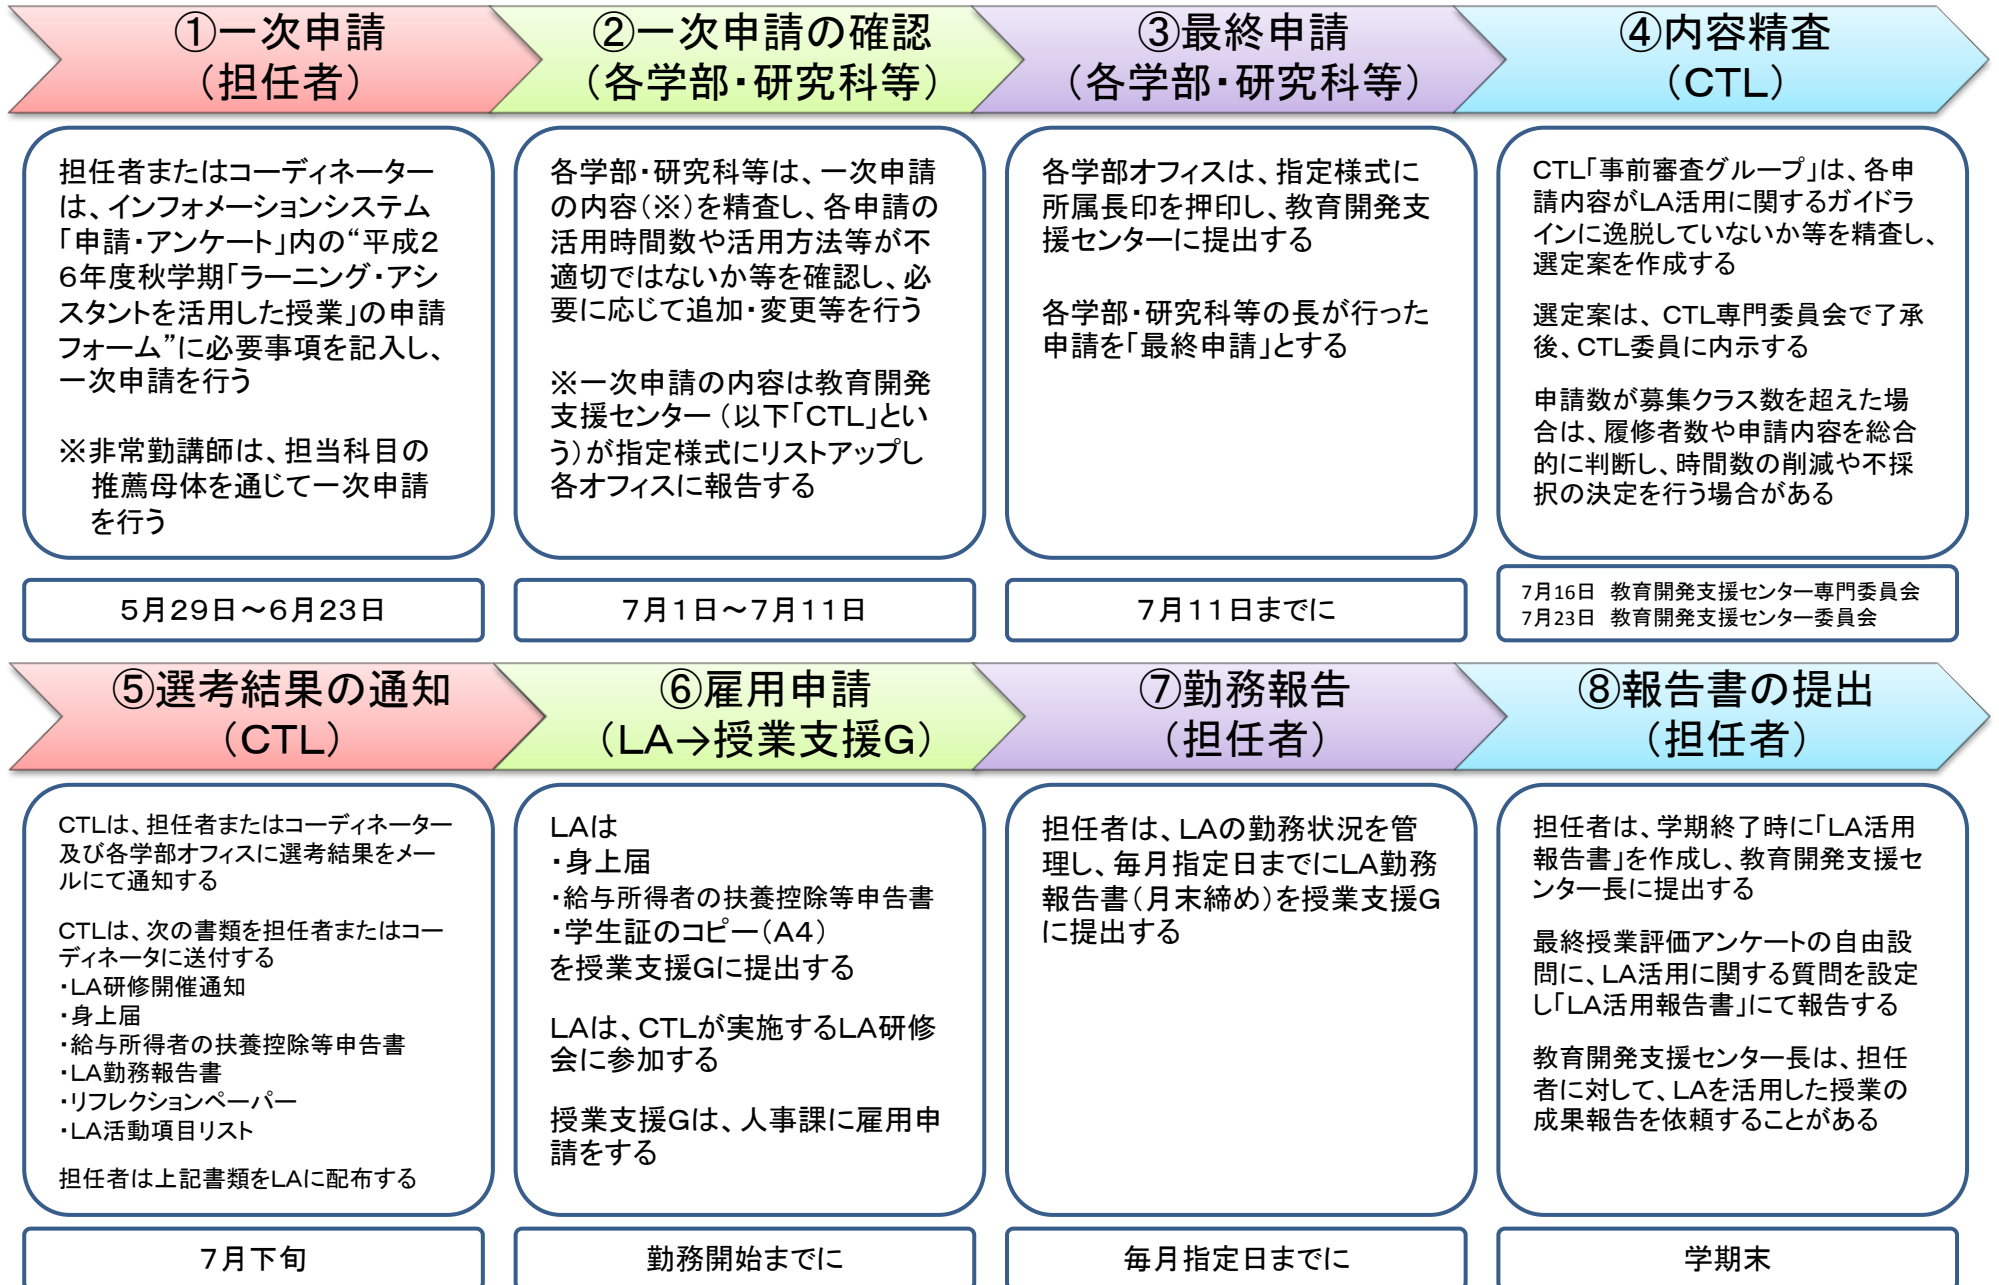 ①一次申請
（担任者）
②一次申請の確認
（各学部・研究科等）
③最終申請
（各学部・研究科等）
④内容精査
（CTL）
担任者またはコーディネーター
は、インフォメーションシステム
「申請・アンケート」内の“平成２
６年度秋学期「ラーニング・アシ
スタントを活用した授業」の申請
フォーム”に必要事項を記入し、
一次申請を行う
※非常勤講師は、担当科目の
推薦母体を通じて一次申請
を行う
各学部・研究科等は、一次申請
の内容（※）を精査し、各申請の
活用時間数や活用方法等が不
適切ではないか等を確認し、必
要に応じて追加・変更等を行う
※一次申請の内容は教育開発
支援センター（以下「CTL」とい
う）が指定様式にリストアップし
各オフィスに報告する
各学部オフィスは、指定様式に
所属長印を押印し、教育開発支
援センターに提出する
各学部・研究科等の長が行った
申請を「最終申請」とする
CTL「事前審査グループ」は、各申
請内容がLA活用に関するガイドラ
インに逸脱していないか等を精査し、
選定案を作成する
選定案は、CTL専門委員会で了承
後、CTL委員に内示する
申請数が募集クラス数を超えた場
合は、履修者数や申請内容を総合
的に判断し、時間数の削減や不採
択の決定を行う場合がある
５月２９日～６月２３日
７月１日～７月１１日
７月１１日までに
7月16日 教育開発支援センター専門委員会
7月23日 教育開発支援センター委員会
⑤選考結果の通知
（CTL）
⑥雇用申請
（LA→授業支援G）
⑦勤務報告
（担任者）
⑧報告書の提出
（担任者）
CTLは、担任者またはコーディネーター
及び各学部オフィスに選考結果をメー
ルにて通知する
CTLは、次の書類を担任者またはコー
ディネータに送付する
・LA研修開催通知
・身上届
・給与所得者の扶養控除等申告書
・LA勤務報告書
・リフレクションペーパー
・LA活動項目リスト
担任者は上記書類をLAに配布する
LAは
・身上届
・給与所得者の扶養控除等申告書
・学生証のコピー（A４）
を授業支援Gに提出する
LAは、CTLが実施するLA研修
会に参加する
授業支援Gは、人事課に雇用申
請をする
担任者は、LAの勤務状況を管
理し、毎月指定日までにLA勤務
報告書（月末締め）を授業支援G
に提出する
担任者は、学期終了時に「LA活用
報告書」を作成し、教育開発支援セ
ンター長に提出する
最終授業評価アンケートの自由設
問に、LA活用に関する質問を設定
し「LA活用報告書」にて報告する
教育開発支援センター長は、担任
者に対して、LAを活用した授業の
成果報告を依頼することがある
７月下旬
勤務開始までに
毎月指定日までに
学期末